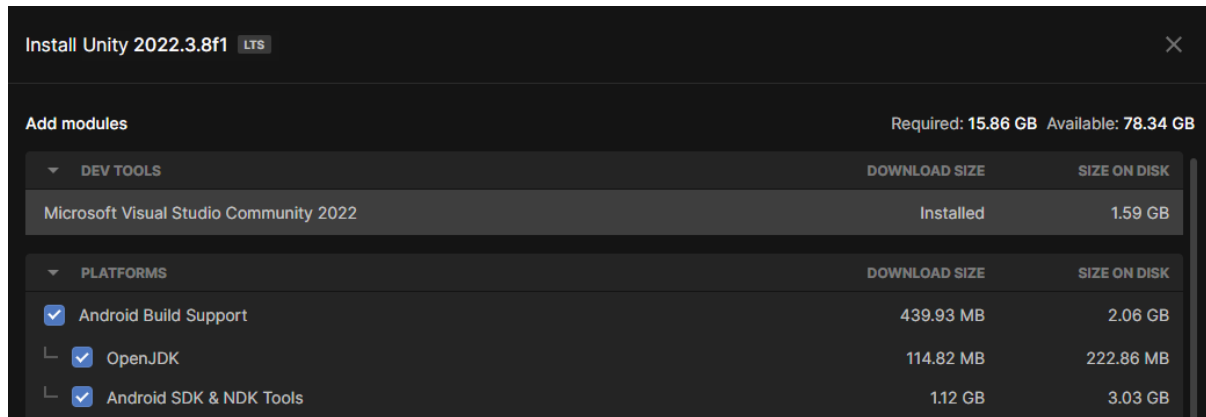 Install Unity 2022.3.8f1 LTS
Add modules Required: 15.86 GB Available: 78.34 GB
DEV TOOLS DOWNLOAD SIZE SIZE ON DISK
Microsoft Visual Studio Community 2022 Installed 1.59 GB
PLATFORMS DOWNLOAD SIZE SIZE ON DISK
Android Build Support 439.93 MB 2.06 GB
OpenJDK 114.82 MB 222.86 MB
Android SDK & NDK Tools 1.12 GB 3.03 GB